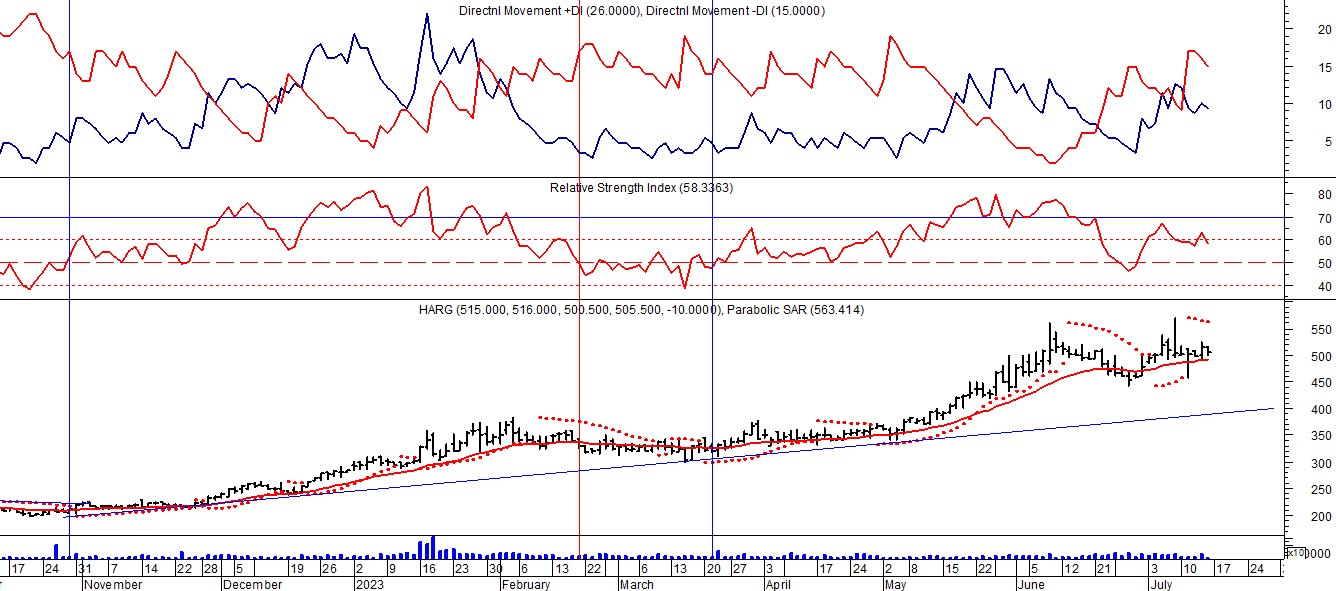 Directnl Movement +DI (26.0000), Directnl Movement -DI (15.0000)
20
15
10
5
Relative Strength Index (58.3363)
80
70
60
50
40
HARG (515.000, 516.000, 500.500, 505.500, -10.0000), Parabolic SAR (563.414)
550
500
450
400
350
300
250
200
x10000
17 24 31 7 14 22 28 5 19 26 2 9 16 23 30 6 13 22 6 13 20 27 3 17 24 2 8 15 22 5 12 21 3 10 17 24
November December 2023 February March April May June July